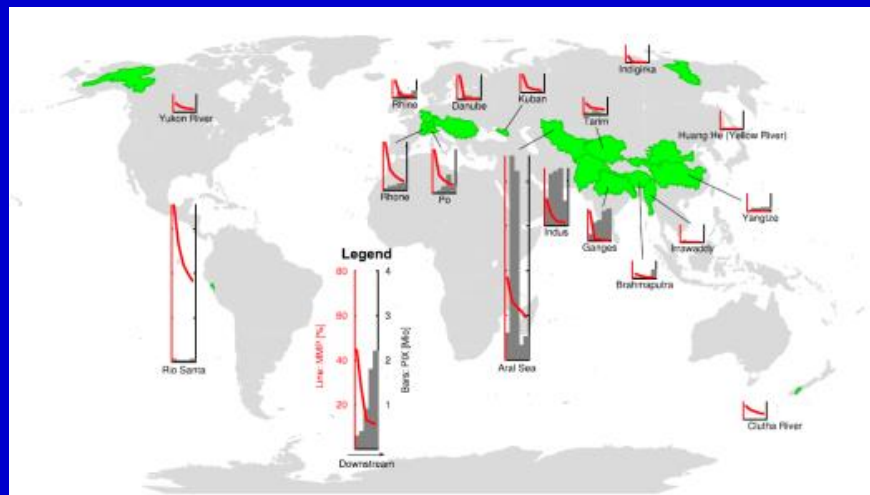 Indigirka
Rhine
Danube
Kuban
Tarim
Yukon River
Huang He (Yellow River)
Rhone
Po
Indus
Ganges
Yangtze
Irrawaddy
Brahmaputra
Legend
80
60
40
20
Line: MMP [%]
4
3
2
1
Bars: PIX [Mio]
Downstream
Rio Santa
Aral Sea
Clutha River